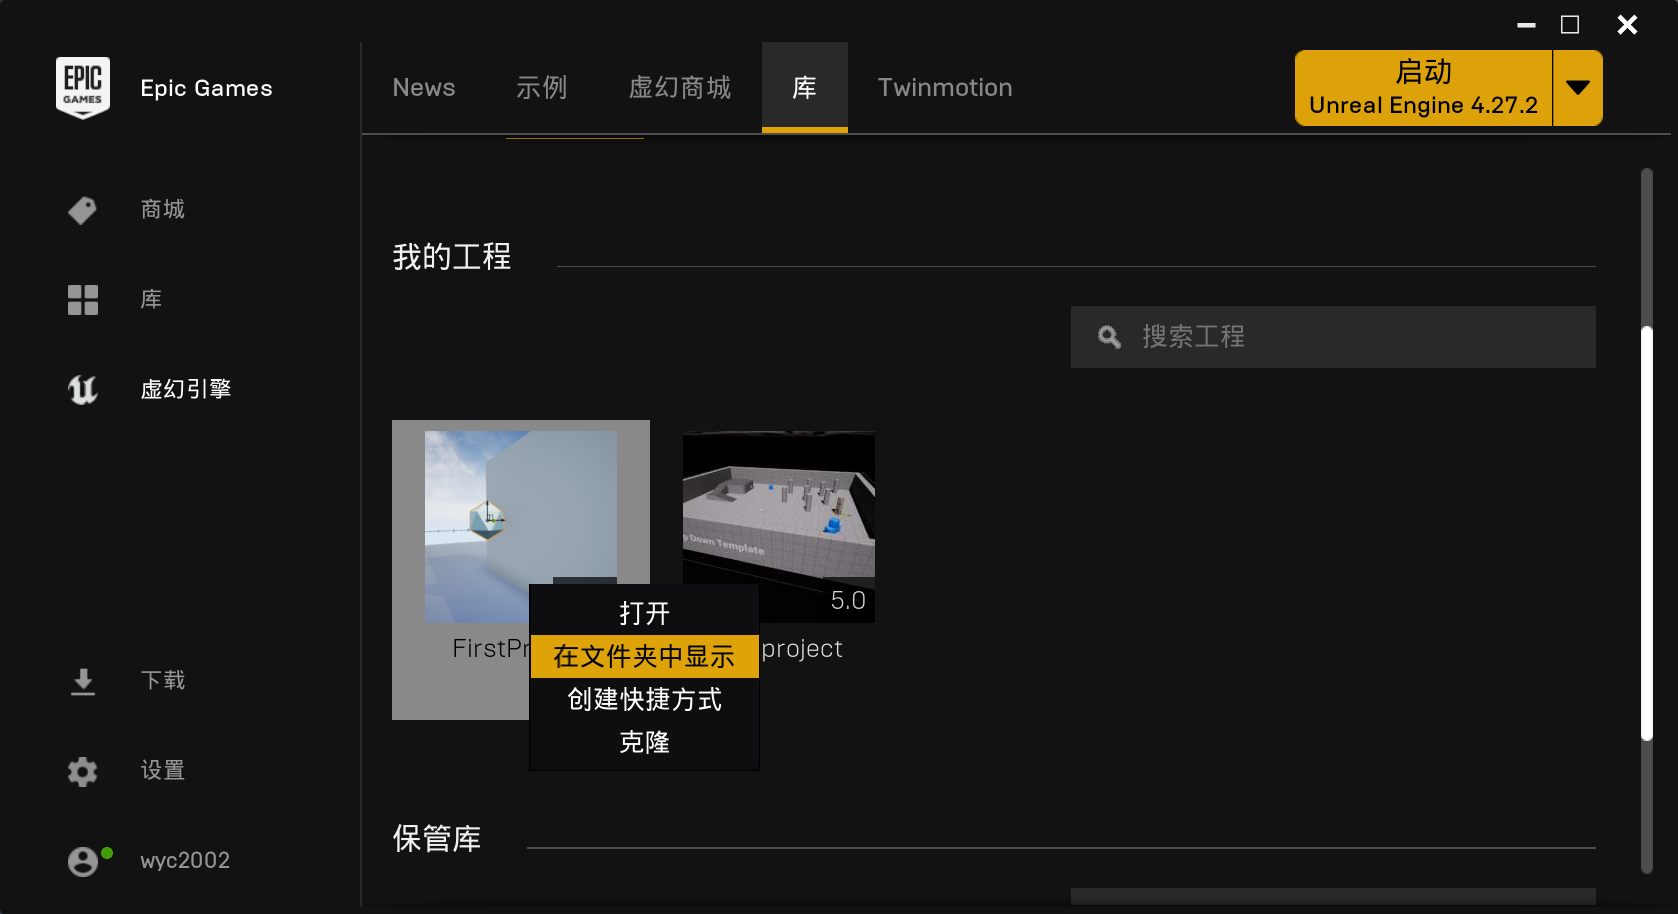 EPIC
GAMES
Epic Games
News
示例
虚幻商城
库
Twinmotion
启动
Unreal Engine 4.27.2
商城
库
虚幻引擎
下载
设置
wyc2002
我的工程
搜索工程
p Down Template
5.0
FirstPr
project
打开
在文件夹中显示
创建快捷方式
克隆
保管库